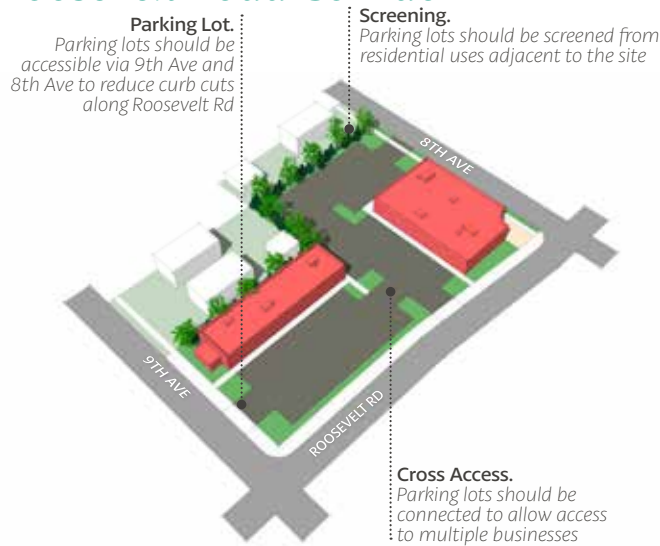 Parking Lot.
Parking lots should be
accessible via 9th Ave and
8th Ave to reduce curb cuts
along Roosevelt Rd
Screening.
Parking lots should be screened from
residential uses adjacent to the site
8TH AVE
9TH AVE
ROOSEVELT RD
Cross Access.
Parking lots should be
connected to allow access
to multiple businesses